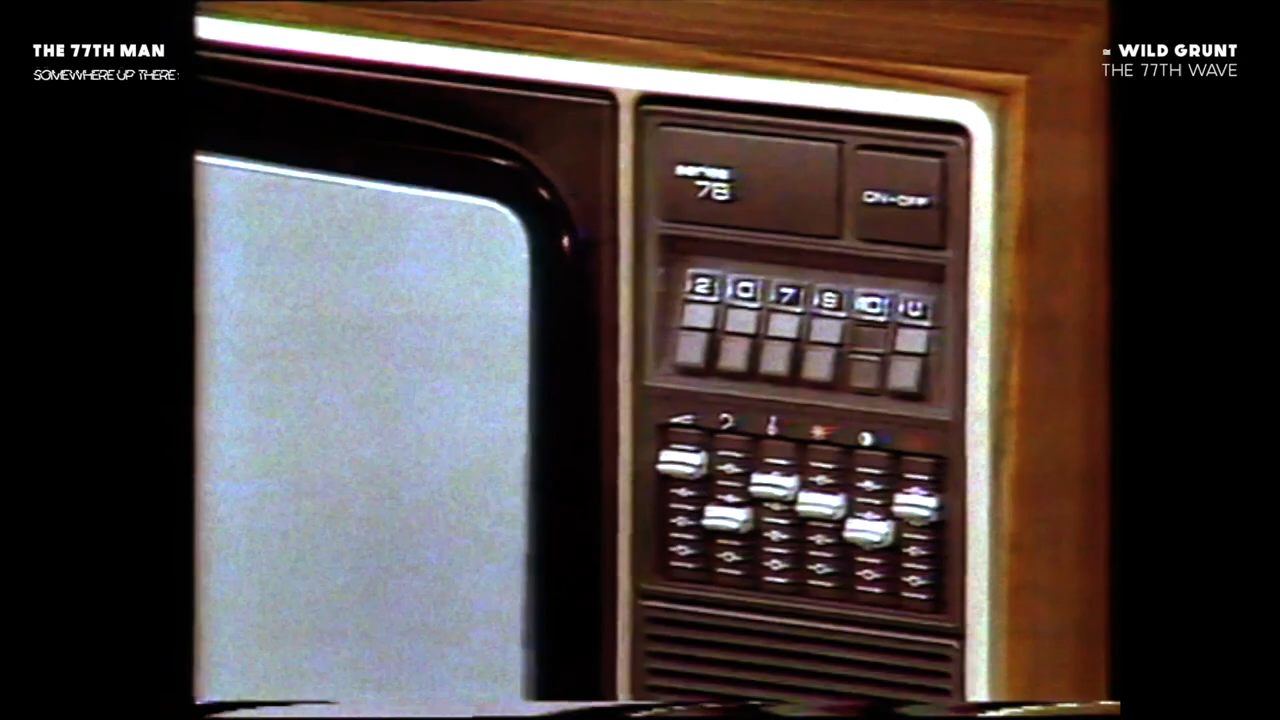 THE 77TH MAN
SOMEWHERE UP THERE
≈ WILD GRUNT
THE 77TH WAVE
series
78
ON-OFF
2 0 7 9 10 U